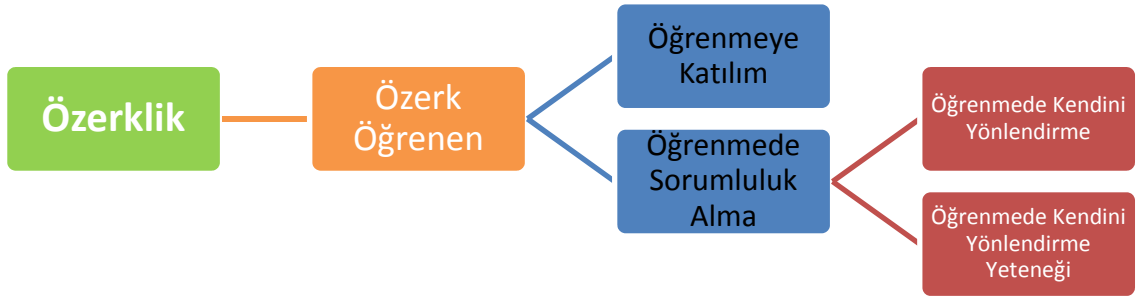 Özerklik
Özerk
Öğrenen
Öğrenmeye
Katılım
Öğrenmede
Sorumluluk
Alma
Öğrenmede Kendini
Yönlendirme
Öğrenmede Kendini
Yönlendirme
Yeteneği